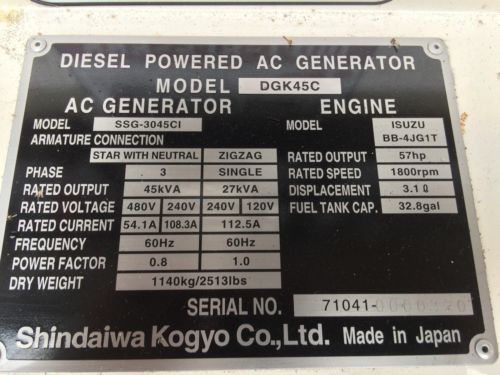 DIESEL POWERED AC GENERATOR
MODEL DGK45C
AC GENERATOR ENGINE
MODEL SSG-3045CI MODEL ISUZU BB-4JG1T
ARMATURE CONNECTION
STAR WITH NEUTRAL ZIGZAG RATED OUTPUT 57hp
PHASE 3 SINGLE RATED SPEED 1800rpm
RATED OUTPUT 45kVA 27kVA DISPLACEMENT 3.1ℓ
RATED VOLTAGE 480V 240V 240V 120V FUEL TANK CAP. 32.8gal
RATED CURRENT 54.1A 108.3A 112.5A
FREQUENCY 60Hz 60Hz
POWER FACTOR 0.8 1.0
DRY WEIGHT 1140kg/2513lbs
SERIAL NO. 71041-
Shindaiwa Kogyo Co.,Ltd. Made in Japan